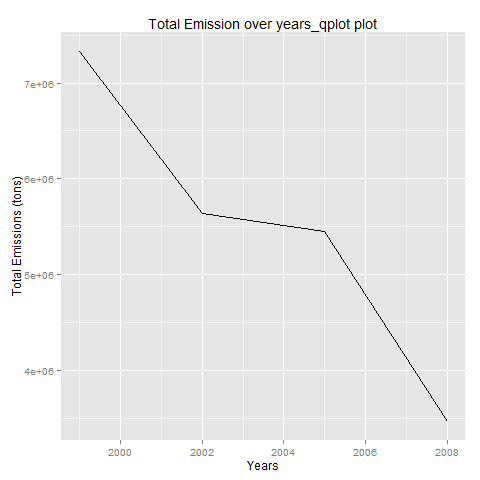 Total Emission over years_qplot plot
Total Emissions (tons)
7e+06
6e+06
5e+06
4e+06
2000 2002 2004 2006 2008
Years